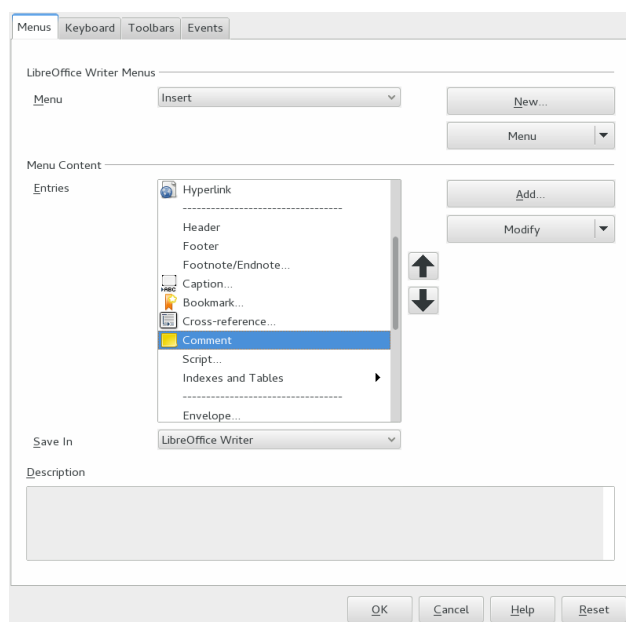 Menus Keyboard Toolbars Events
LibreOffice Writer Menus
Menu Insert New...
Menu
Menu Content
Entries Hyperlink Add...
----------------------------------
Header Modify
Footer
Footnote/Endnote...
Caption...
Bookmark...
Cross-reference...
Comment
Script...
Indexes and Tables
----------------------------------
Envelope...
Save In LibreOffice Writer
Description
OK Cancel Help Reset